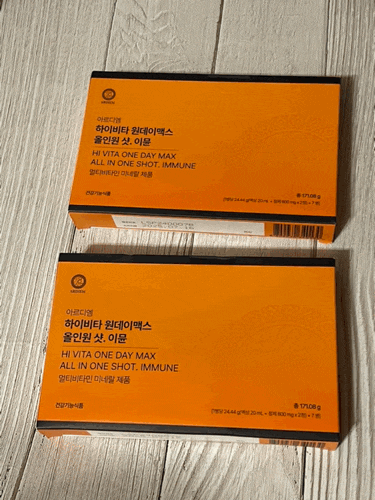 아르디엠
하이비타 원데이맥스
올인원 샷. 이뮨
HI VITA ONE DAY MAX
ALL IN ONE SHOT. IMMUNE
멀티비타민 미네랄 제품
건강기능식품
총 171.08 g
아르디엠
하이비타 원데이맥스
올인원 샷. 이뮨
HI VITA ONE DAY MAX
ALL IN ONE SHOT. IMMUNE
멀티비타민 미네랄 제품
건강기능식품
총 171.08 g